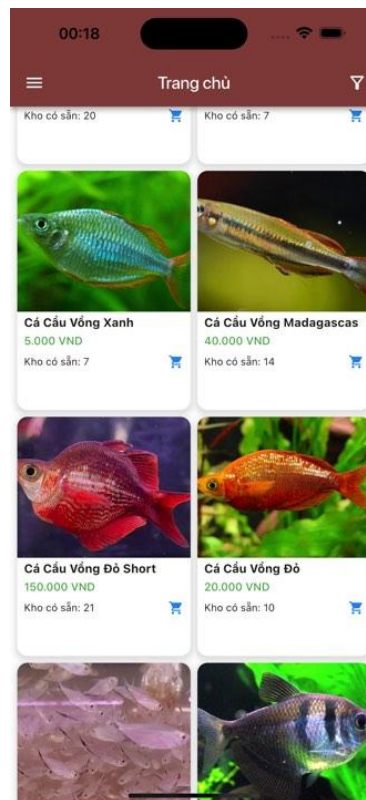 00:18
Trang chủ
Kho có sẵn: 20
Kho có sẵn: 7
Cá Cầu Vồng Xanh
5.000 VND
Kho có sẵn: 7
Cá Cầu Vồng Madagascas
40.000 VND
Kho có sẵn: 14
Cá Cầu Vồng Đỏ Short
150.000 VND
Kho có sẵn: 21
Cá Cầu Vồng Đỏ
20.000 VND
Kho có sẵn: 10